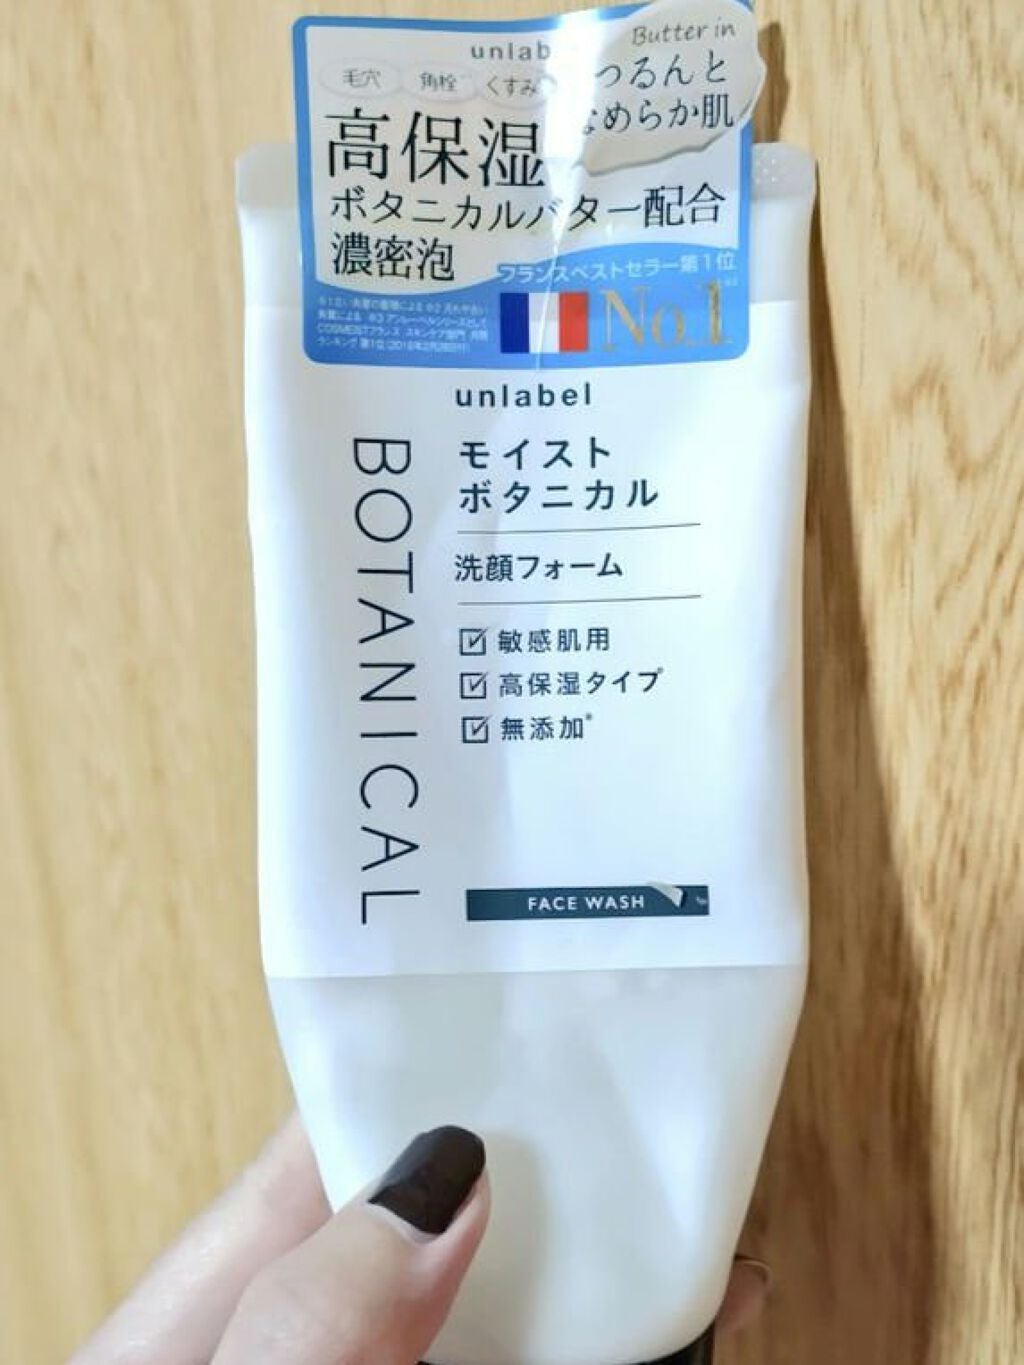 unlabel
Butter in
毛穴 角栓 くすみ
つるんと
なめらか肌
高保湿
ボタニカルバター配合
濃密泡
フランスベストセラー第1位
No.1
unlabel
BOTANICAL
モイスト
ボタニカル
洗顔フォーム
敏感肌用
高保湿タイプ
無添加※
FACE WASH